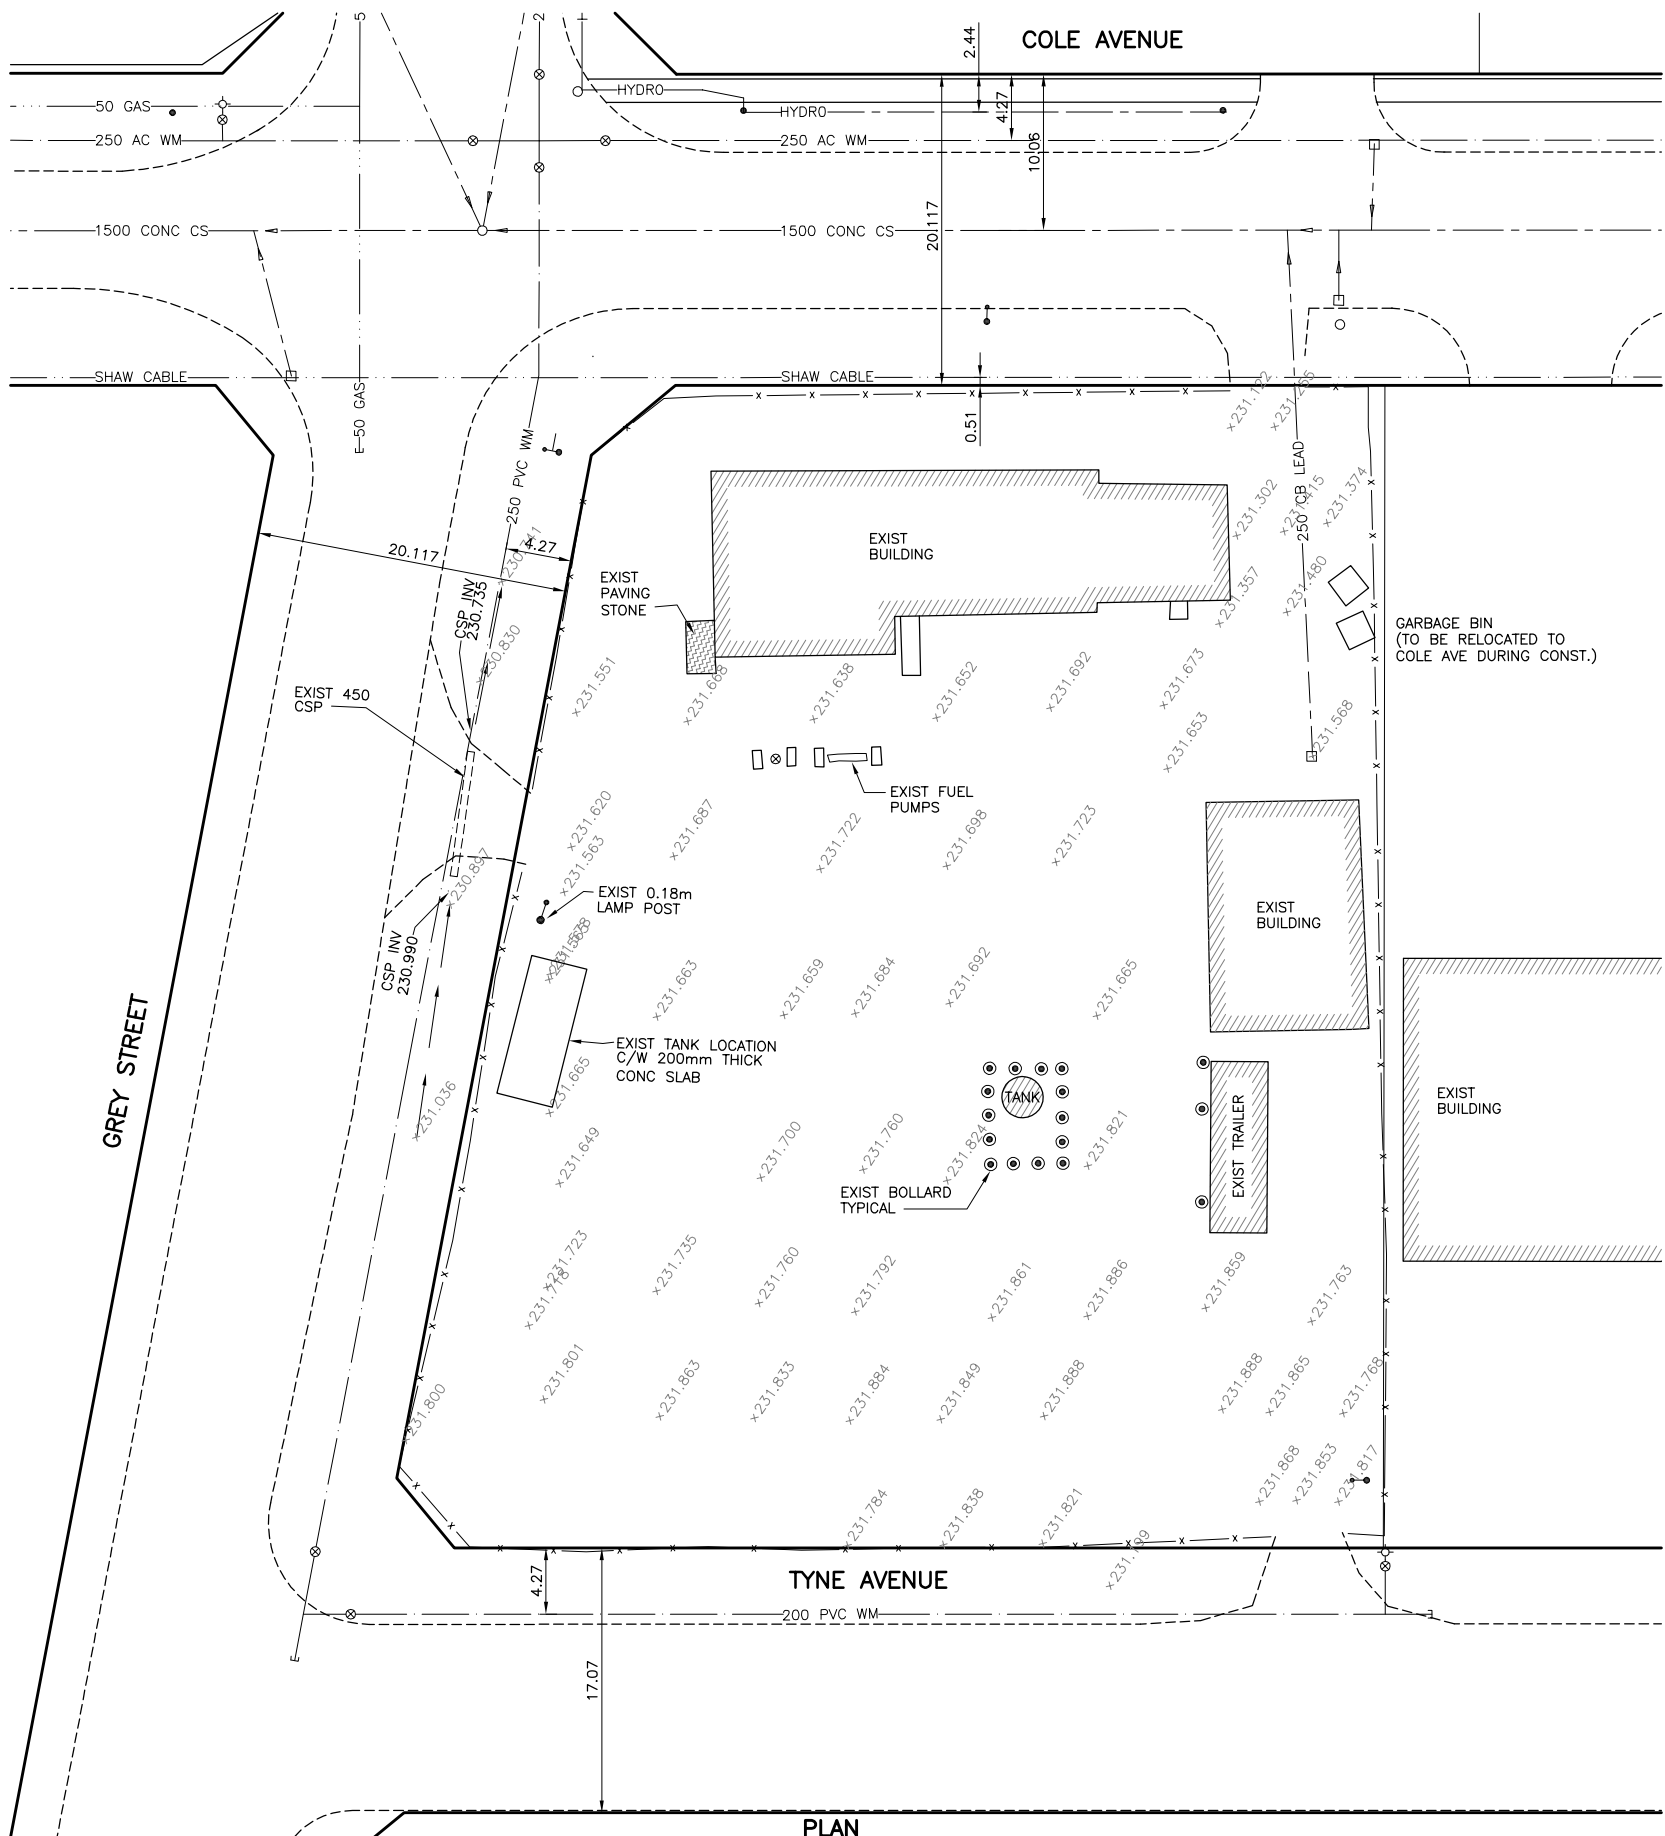 COLE AVENUE
2.44
HYDRO
50 GAS
HYDRO
4.27
250 AC WM
250 AC WM
10.06
1500 CONC CS
1500 CONC CS
20.117
SHAW CABLE
SHAW CABLE
50 GAS
0.51
×231.122
250 PVC WM
250 CB LEAD
×231.302
×231.374
EXIST
BUILDING
20.117
4.27
EXIST
PAVING
STONE
CSP INV
230.735
×231.357
×231.480
GARBAGE BIN
(TO BE RELOCATED TO
COLE AVE DURING CONST.)
×230.830
×231.551
×231.668
×231.638
×231.652
×231.692
×231.673
EXIST 450
CSP
×231.653
×231.568
EXIST FUEL
PUMPS
×231.620
×231.687
×231.722
×231.698
×231.723
×231.563
×230.897
EXIST 0.18m
LAMP POST
EXIST
BUILDING
CSP INV
230.990
×231.663
×231.659
×231.684
×231.692
×231.665
GREY STREET
EXIST TANK LOCATION
C/W 200mm THICK
CONC SLAB
×231.665
TANK
EXIST
BUILDING
×231.036
×231.649
×231.700
×231.760
×231.824
×231.821
EXIST TRAILER
EXIST BOLLARD
TYPICAL
×231.723
×231.718
×231.735
×231.760
×231.792
×231.861
×231.886
×231.859
×231.763
×231.801
×231.863
×231.833
×231.884
×231.849
×231.888
×231.888
×231.865
×231.768
×231.800
×231.868
×231.853
×231.817
×231.784
×231.838
×231.821
TYNE AVENUE
4.27
200 PVC WM
17.07
PLAN